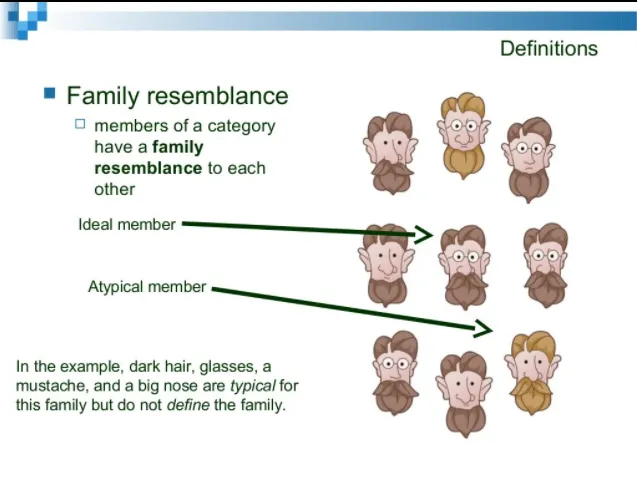 Definitions
Family resemblance
members of a category
have a family
resemblance to each
other
Ideal member
Atypical member
In the example, dark hair, glasses, a
mustache, and a big nose are typical for
this family but do not define the family.